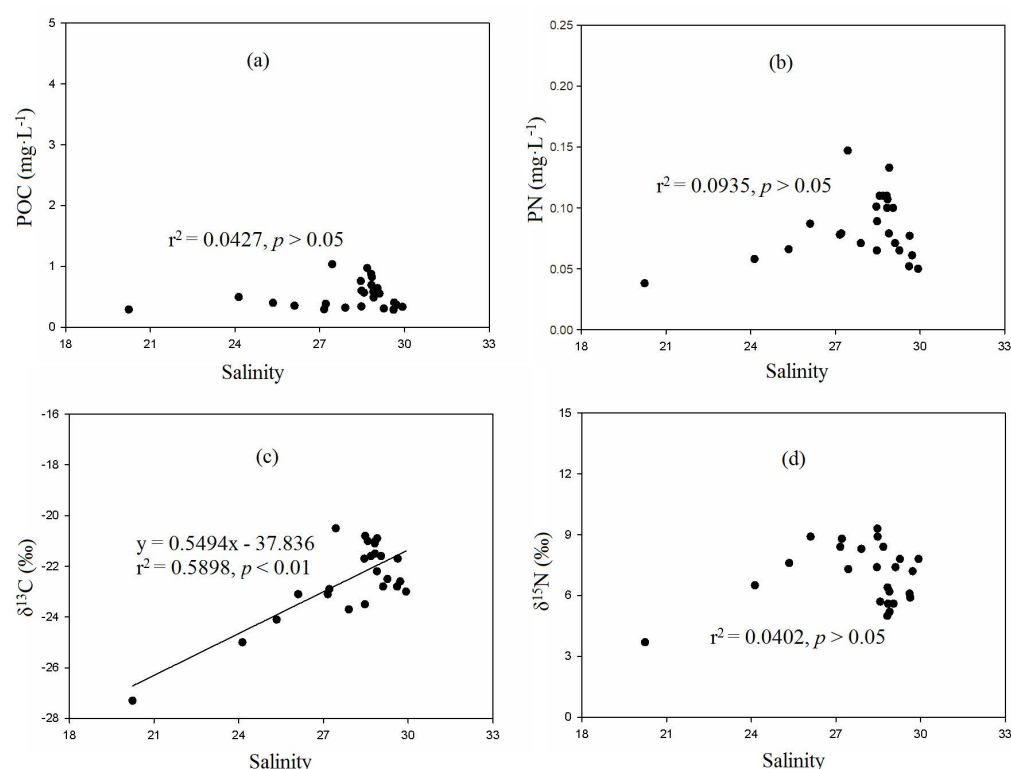 (a)
POC (mg·L⁻¹)
5
4
3
2
1
0
r² = 0.0427, p > 0.05
18 21 24 27 30 33
Salinity
(b)
PN (mg·L⁻¹)
0.25
0.20
0.15
0.10
0.05
0.00
r² = 0.0935, p > 0.05
18 21 24 27 30 33
Salinity
(c)
δ¹³C (‰)
-16
-18
-20
-22
-24
-26
-28
y = 0.5494x - 37.836
r² = 0.5898, p < 0.01
18 21 24 27 30 33
Salinity
(d)
δ¹⁵N (‰)
15
12
9
6
3
0
r² = 0.0402, p > 0.05
18 21 24 27 30 33
Salinity